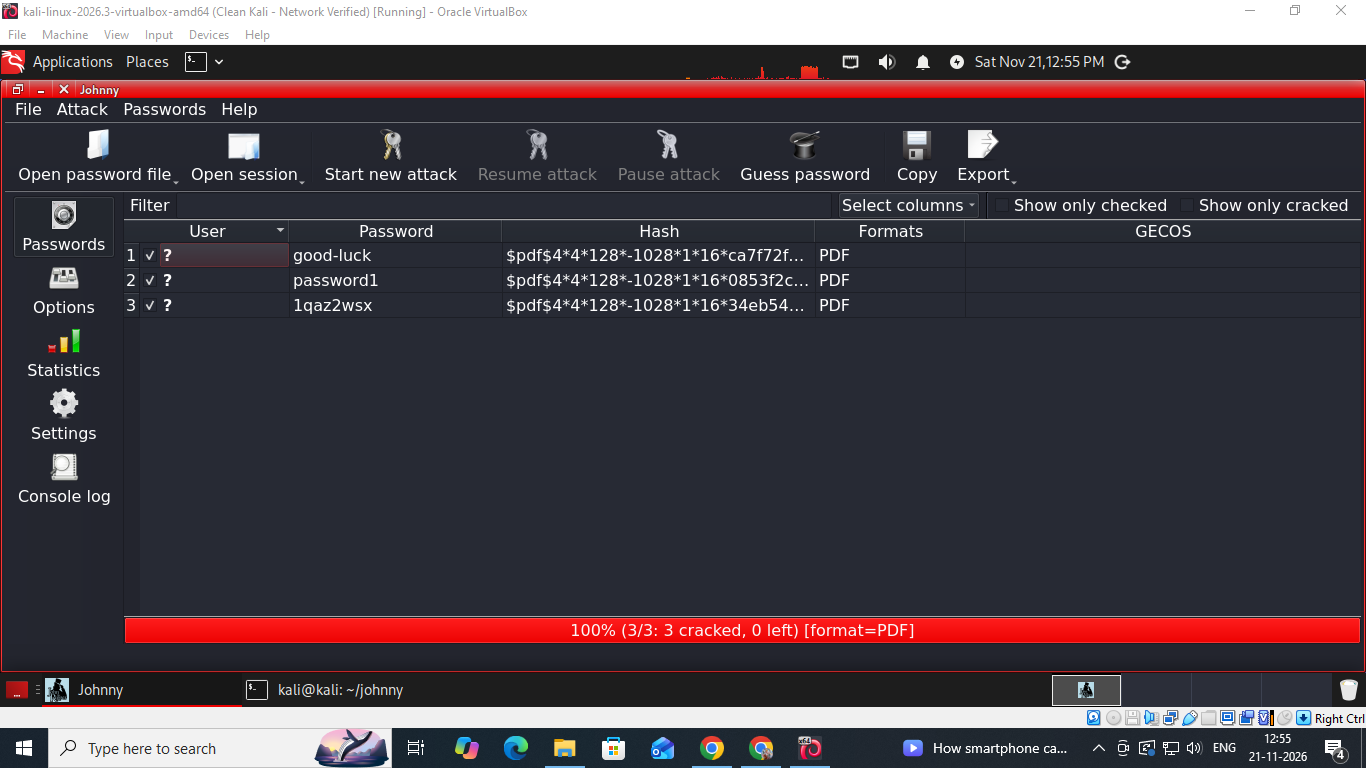 kali-linux-2026.3-virtualbox-amd64 (Clean Kali - Network Verified) [Running] - Oracle VirtualBox
File Machine View Input Devices Help
Applications Places Sat Nov 21,12:55 PM
Johnny
File Attack Passwords Help
Open password file Open session Start new attack Resume attack Pause attack Guess password Copy Export
Filter Select columns Show only checked Show only cracked
Passwords
Options
Statistics
Settings
Console log
User Password Hash Formats GECOS
1 ? good-luck $pdf$4*4*128*-1028*1*16*ca7f72f... PDF
2 ? password1 $pdf$4*4*128*-1028*1*16*0853f2c... PDF
3 ? 1qaz2wsx $pdf$4*4*128*-1028*1*16*34eb54... PDF
100% (3/3: 3 cracked, 0 left) [format=PDF]
... Johnny kali@kali: ~/johnny
Right Ctrl
Type here to search How smartphone ca... ENG 12:55
21-11-2026 4